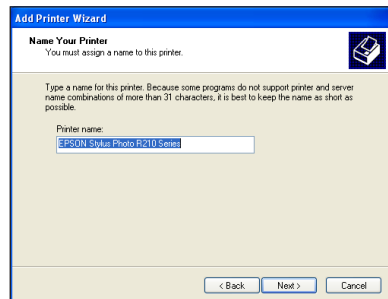 Add Printer Wizard
Name Your Printer
You must assign a name to this printer.
Type a name for this printer. Because some programs do not support printer and server
name combinations of more than 31 characters, it is best to keep the name as short as
possible.
Printer name:
EPSON Stylus Photo R210 Series
< Back Next > Cancel